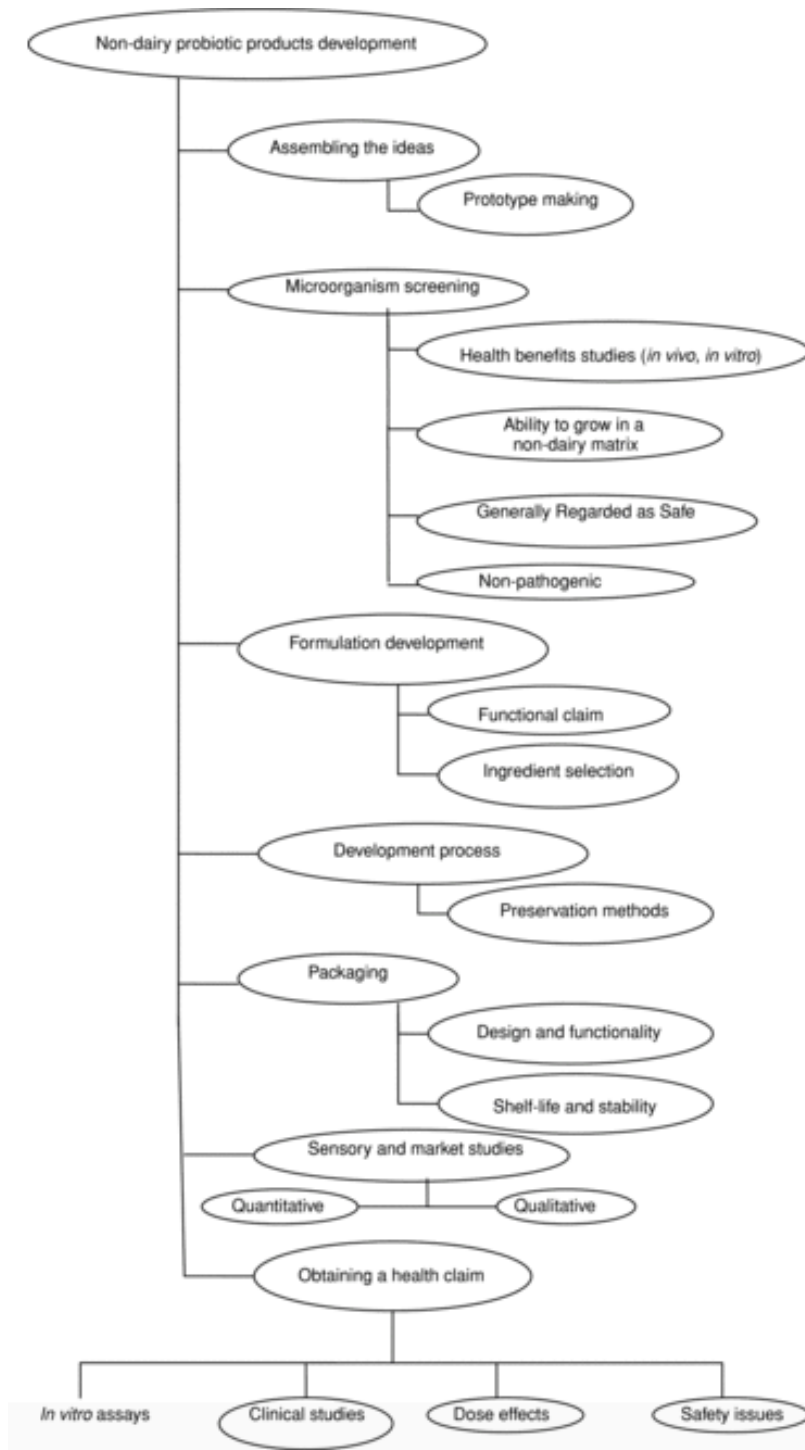 Non-dairy probiotic products development
Assembling the ideas
Prototype making
Microorganism screening
Health benefits studies (in vivo, in vitro)
Ability to grow in a
non-dairy matrix
Generally Regarded as Safe
Non-pathogenic
Formulation development
Functional claim
Ingredient selection
Development process
Preservation methods
Packaging
Design and functionality
Shelf-life and stability
Sensory and market studies
Quantitative
Qualitative
Obtaining a health claim
In vitro assays
Clinical studies
Dose effects
Safety issues